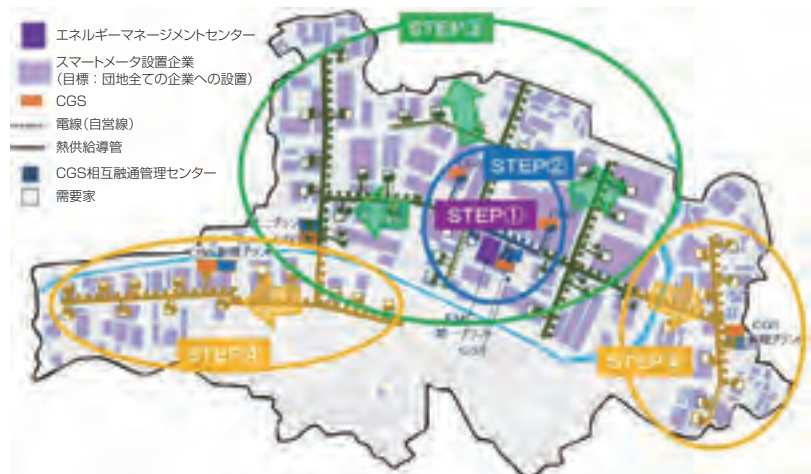 エネルギーマネージメントセンター
スマートメータ設置企業
(目標：団地全ての企業への設置)
CGS
電線(自営線)
熱供給導管
CGS相互融通管理センター
需要家
STEP③
STEP②
STEP①
STEP④
STEP④